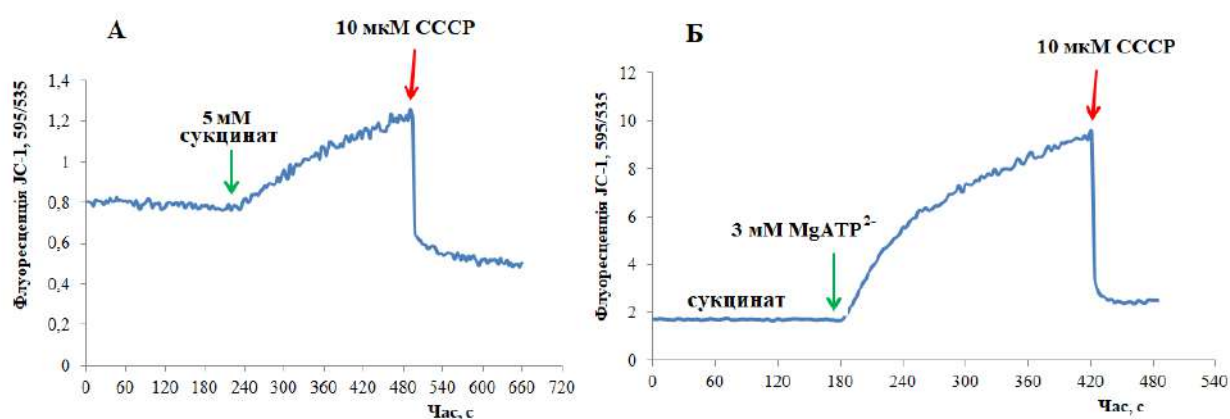 А
10 мкМ СССР
Флуоресценція JC-1, 595/535
1,4
1,2
1
0,8
0,6
0,4
0,2
0
5 мМ
сукцинат
0 60 120 180 240 300 360 420 480 540 600 660 720
Час, с
Б
10 мкМ СССР
Флуоресценція JC-1, 595/535
12
10
8
6
4
2
0
3 мМ MgATP²⁻
сукцинат
0 60 120 180 240 300 360 420 480 540
Час, с